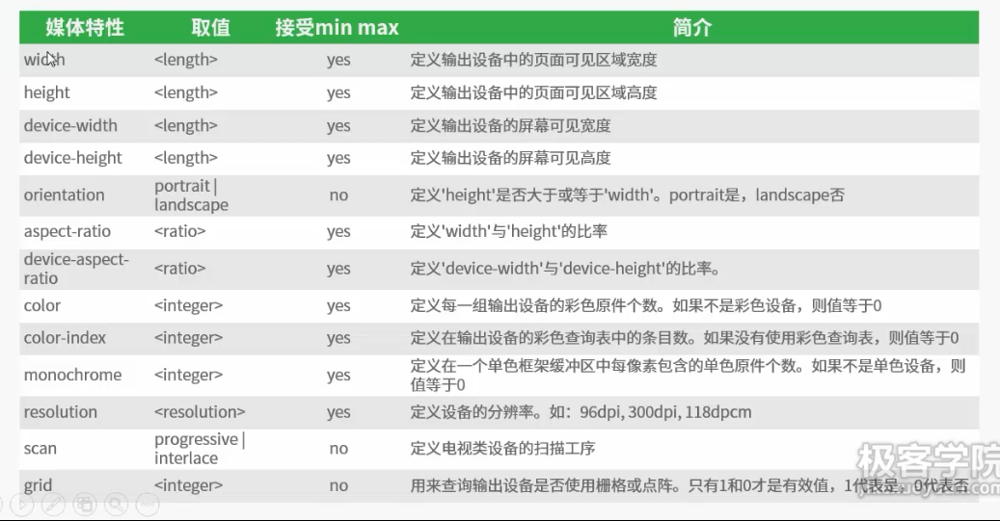 媒体特性 取值 接受min max 简介
width <length> yes 定义输出设备中的页面可见区域宽度
height <length> yes 定义输出设备中的页面可见区域高度
device-width <length> yes 定义输出设备的屏幕可见宽度
device-height <length> yes 定义输出设备的屏幕可见高度
orientation portrait | landscape no 定义'height'是否大于或等于'width'。portrait是，landscape否
aspect-ratio <ratio> yes 定义'width'与'height'的比率
device-aspect-ratio <ratio> yes 定义'device-width'与'device-height'的比率。
color <integer> yes 定义每一组输出设备的彩色原件个数。如果不是彩色设备，则值等于0
color-index <integer> yes 定义在输出设备的彩色查询表中的条目数。如果没有使用彩色查询表，则值等于0
monochrome <integer> yes 定义在一个单色框架缓冲区中每像素包含的单色原件个数。如果不是单色设备，则值等于0
resolution <resolution> yes 定义设备的分辨率。如：96dpi, 300dpi, 118dpcm
scan progressive | interlace no 定义电视类设备的扫描工序
grid <integer> no 用来查询输出设备是否使用栅格或点阵。只有1和0才是有效值，1代表是，0代表否
极客学院